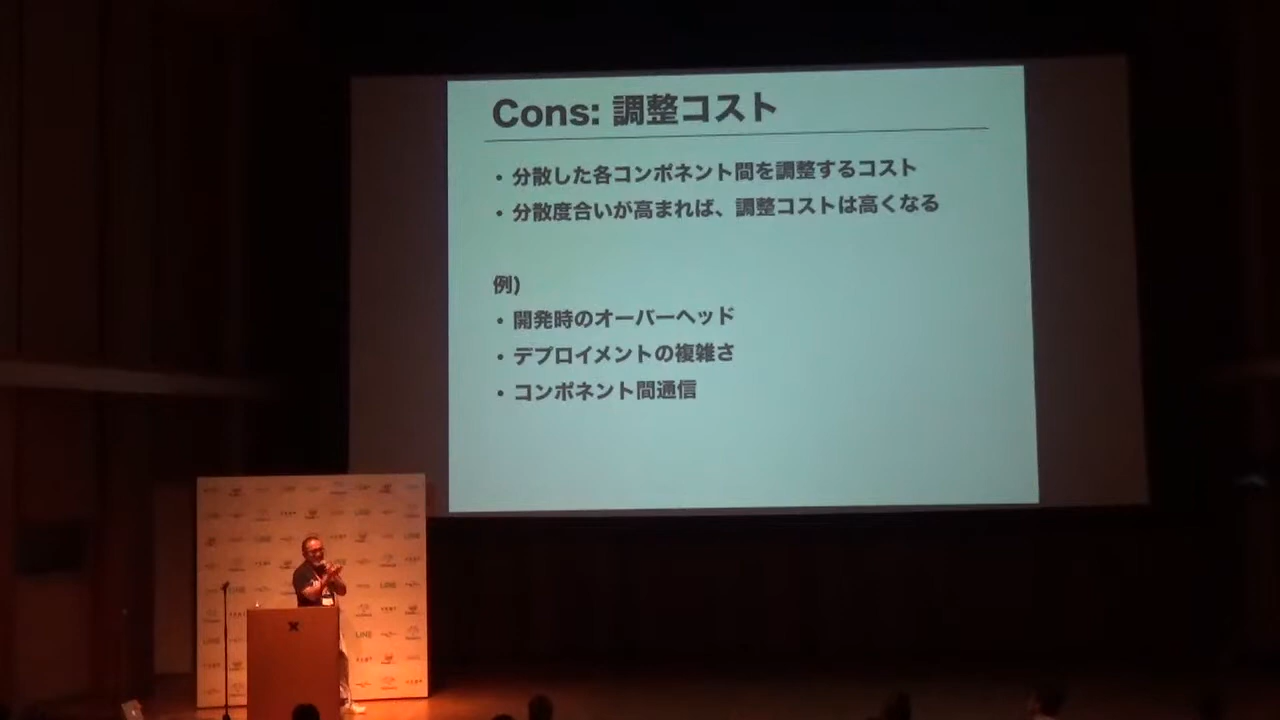 Cons: 調整コスト
・分散した各コンポネント間を調整するコスト
・分散度合いが高まれば、調整コストは高くなる
例)
・開発時のオーバーヘッド
・デプロイメントの複雑さ
・コンポネント間通信
LINE
LINE
LINE
LINE